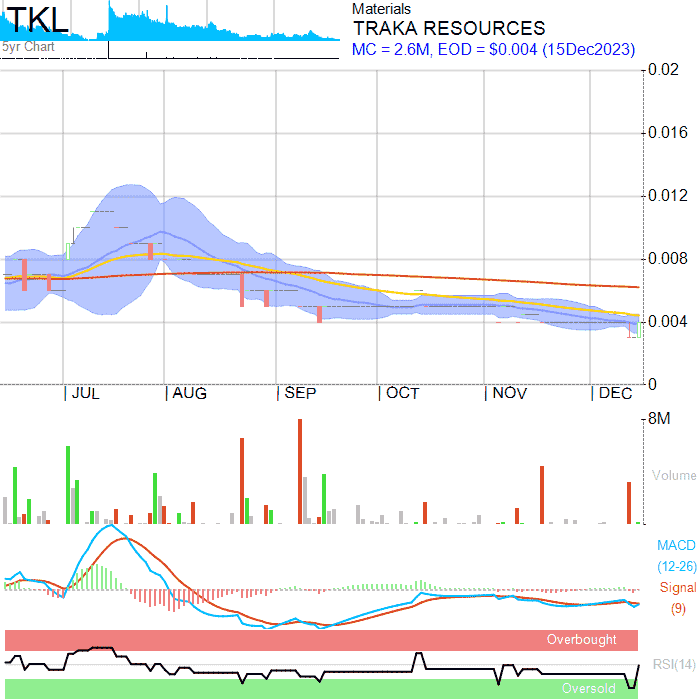 TKL
5yr Chart
Materials
TRAKA RESOURCES
MC = 2.6M, EOD = $0.004 (15Dec2023)
0.02
0.016
0.012
0.008
0.004
0
JUL AUG SEP OCT NOV DEC
8M
Volume
MACD
(12-26)
Signal
(9)
Overbought
RSI(14)
Oversold